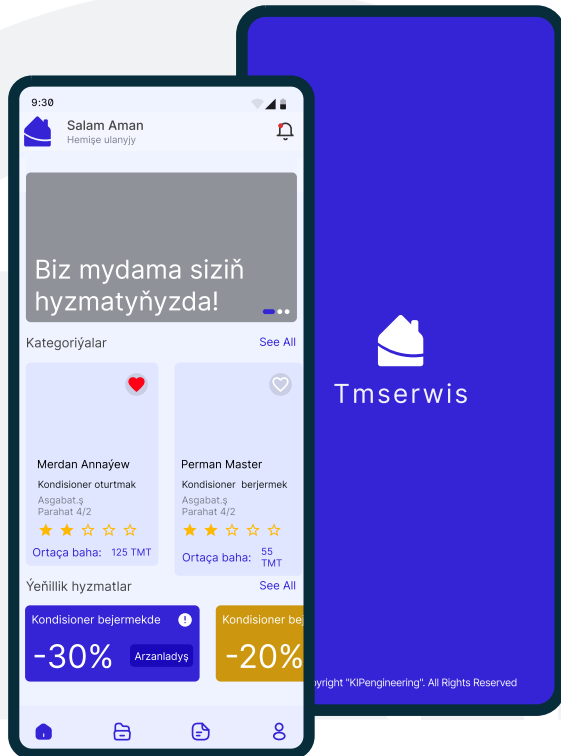 9:30
Salam Aman
Hemişe ulanyjy
Biz mydama siziň
hyzmatyňyzda!
Kategoriýalar
See All
Merdan Annaýew
Kondisioner oturtmak
Asgabat.ş
Parahat 4/2
Ortaça baha: 125 TMT
Perman Master
Kondisioner berjermek
Asgabat.ş
Parahat 4/2
Ortaça baha: 55
TMT
Ýeňillik hyzmatlar
See All
Kondisioner bejermekde
-30%
Arzanladyş
Kondisioner
-20%
Tmserwis
"KIPengineering". All Rights Reserved